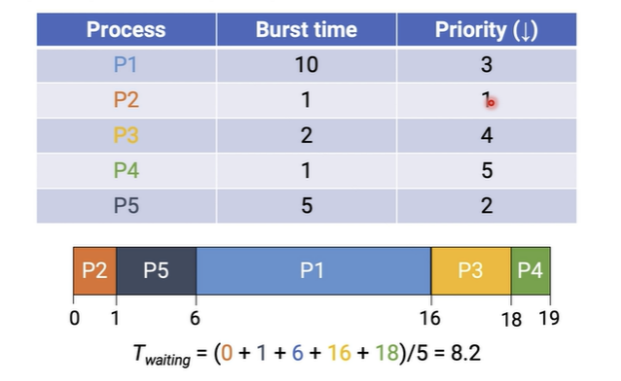 Process Burst time Priority (↓)
P1 10 3
P2 1 1
P3 2 4
P4 1 5
P5 5 2
P2 P5 P1 P3 P4
0 1 6 16 18 19
Twaiting = (0 + 1 + 6 + 16 + 18)/5 = 8.2